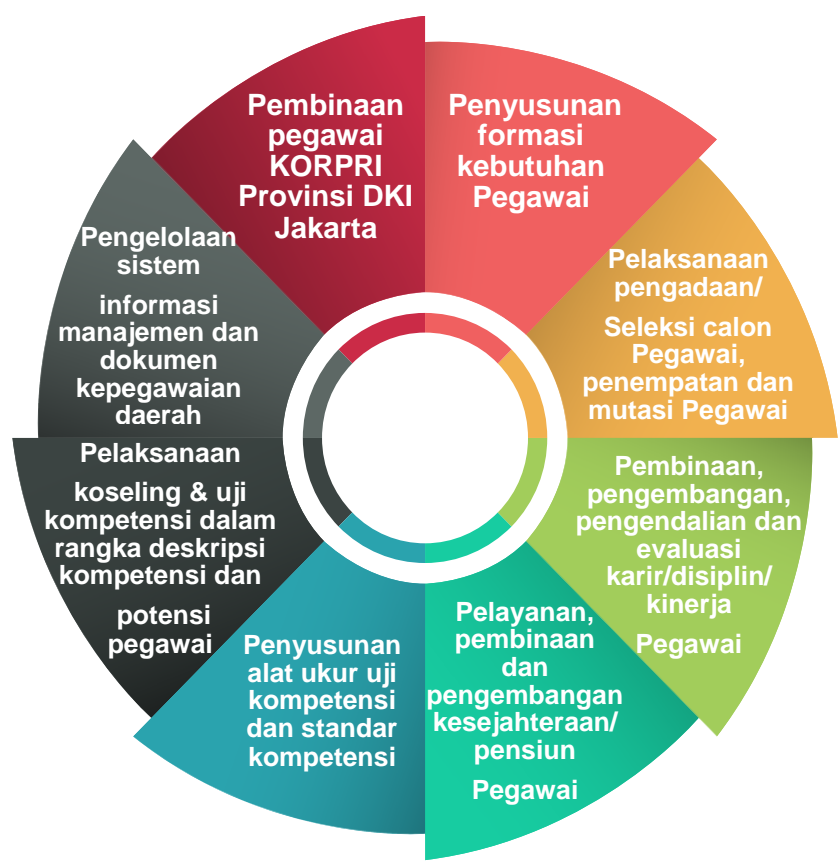 Penyusunan
formasi
kebutuhan
Pegawai
Pelaksanaan
pengadaan/
Seleksi calon
Pegawai,
penempatan dan
mutasi Pegawai
Pembinaan,
pengembangan,
pengendalian dan
evaluasi
karir/disiplin/
kinerja
Pegawai
Pelayanan,
pembinaan
dan
pengembangan
kesejahteraan/
pensiun
Pegawai
Penyusunan
alat ukur uji
kompetensi
dan standar
kompetensi
Pelaksanaan
koseling & uji
kompetensi dalam
rangka deskripsi
kompetensi dan
potensi
pegawai
Pengelolaan
sistem
informasi
manajemen dan
dokumen
kepegawaian
daerah
Pembinaan
pegawai
KORPRI
Provinsi DKI
Jakarta